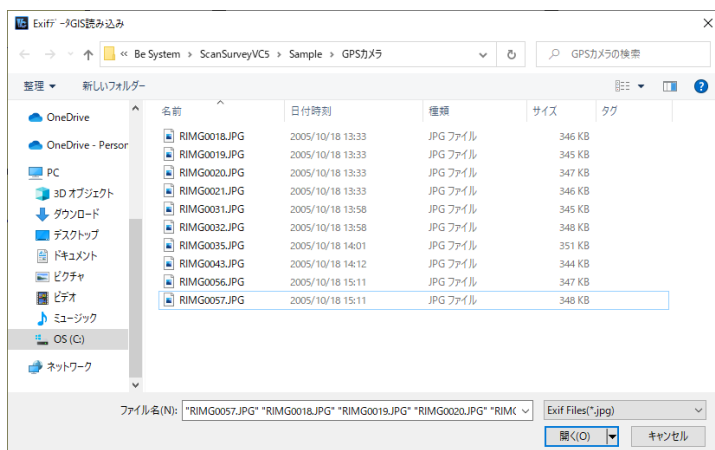 ExifデータGIS読み込み
« Be System › ScanSurveyVC5 › Sample › GPSカメラ
GPSカメラの検索
整理 新しいフォルダー
名前 日付時刻 種類 サイズ タグ
OneDrive
OneDrive - Person
PC
3D オブジェクト
ダウンロード
デスクトップ
ドキュメント
ピクチャ
ビデオ
ミュージック
OS (C:)
ネットワーク
RIMG0018.JPG 2005/10/18 13:33 JPG ファイル 346 KB
RIMG0019.JPG 2005/10/18 13:33 JPG ファイル 345 KB
RIMG0020.JPG 2005/10/18 13:33 JPG ファイル 347 KB
RIMG0021.JPG 2005/10/18 13:33 JPG ファイル 346 KB
RIMG0031.JPG 2005/10/18 13:58 JPG ファイル 345 KB
RIMG0032.JPG 2005/10/18 13:58 JPG ファイル 348 KB
RIMG0035.JPG 2005/10/18 14:01 JPG ファイル 351 KB
RIMG0043.JPG 2005/10/18 14:12 JPG ファイル 344 KB
RIMG0056.JPG 2005/10/18 15:11 JPG ファイル 347 KB
RIMG0057.JPG 2005/10/18 15:11 JPG ファイル 348 KB
ファイル名(N): "RIMG0057.JPG" "RIMG0018.JPG" "RIMG0019.JPG" "RIMG0020.JPG" "RIMG Exif Files(*.jpg)
開く(O) キャンセル